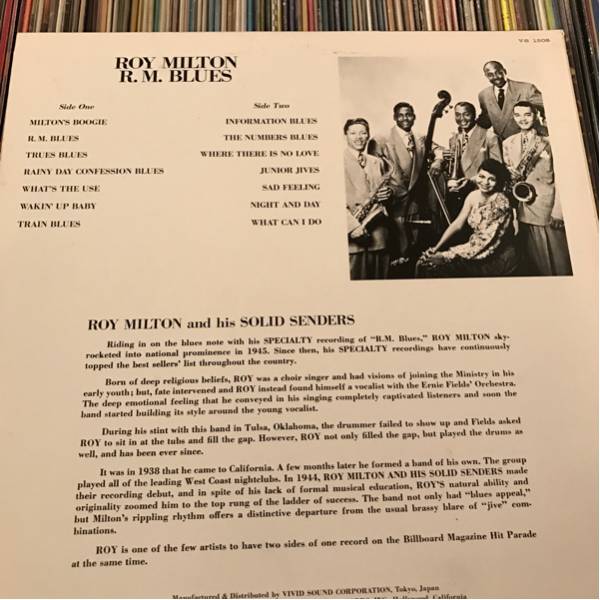 VG 1508
ROY MILTON
R. M. BLUES
Side One
MILTON'S BOOGIE
R. M. BLUES
TRUES BLUES
RAINY DAY CONFESSION BLUES
WHAT'S THE USE
WAKIN' UP BABY
TRAIN BLUES
Side Two
INFORMATION BLUES
THE NUMBERS BLUES
WHERE THERE IS NO LOVE
JUNIOR JIVES
SAD FEELING
NIGHT AND DAY
WHAT CAN I DO
ROY MILTON and his SOLID SENDERS
Riding in on the blues note with his SPECIALTY recording of "R.M. Blues," ROY MILTON sky-
rocketed into national prominence in 1945. Since then, his SPECIALTY recordings have continuously
topped the best sellers' list throughout the country.
Born of deep religious beliefs, ROY was a choir singer and had visions of joining the Ministry in his
early youth; but, fate intervened and ROY instead found himself a vocalist with the Ernie Fields' Orchestra.
The deep emotional feeling that he conveyed in his singing completely captivated listeners and soon the
band started building its style around the young vocalist.
During his stint with this band in Tulsa, Oklahoma, the drummer failed to show up and Fields asked
ROY to sit in at the tubs and fill the gap. However, ROY not only filled the gap, but played the drums as
well, and has been ever since.
It was in 1938 that he came to California. A few months later he formed a band of his own. The group
played all of the leading West Coast nightclubs. In 1944, ROY MILTON AND HIS SOLID SENDERS made
their recording debut, and in spite of his lack of formal musical education, ROY'S natural ability and
originality zoomed him to the top rung of the ladder of success. The band not only had "blues appeal,"
but Milton's rippling rhythm offers a distinctive departure from the usual brassy blare of "jive" com-
binations.
ROY is one of the few artists to have two sides of one record on the Billboard Magazine Hit Parade
at the same time.
Manufactured & Distributed by VIVID SOUND CORPORATION, Tokyo, Japan
INC., Hollywood, California